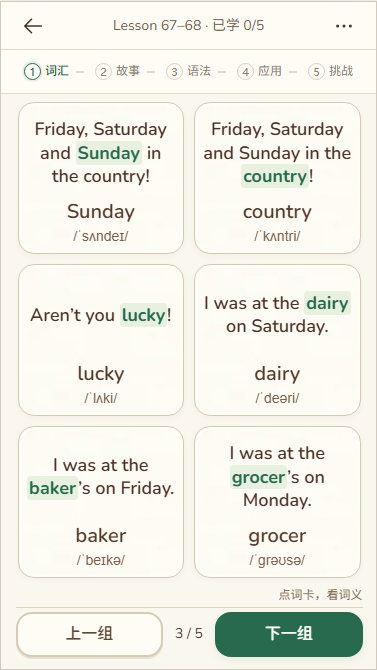 Lesson 67–68 · 已学 0/5
1 词汇 – 2 故事 – 3 语法 – 4 应用 – 5 挑战
Friday, Saturday
and Sunday in
the country!
Sunday
/ˈsʌndeɪ/
Friday, Saturday
and Sunday in the
country!
country
/ˈkʌntri/
Aren’t you lucky!
lucky
/ˈlʌki/
I was at the dairy
on Saturday.
dairy
/ˈdeəri/
I was at the
baker’s on Friday.
baker
/ˈbeɪkə/
I was at the
grocer’s on
Monday.
grocer
/ˈɡrəʊsə/
点词卡，看词义
上一组 3 / 5 下一组